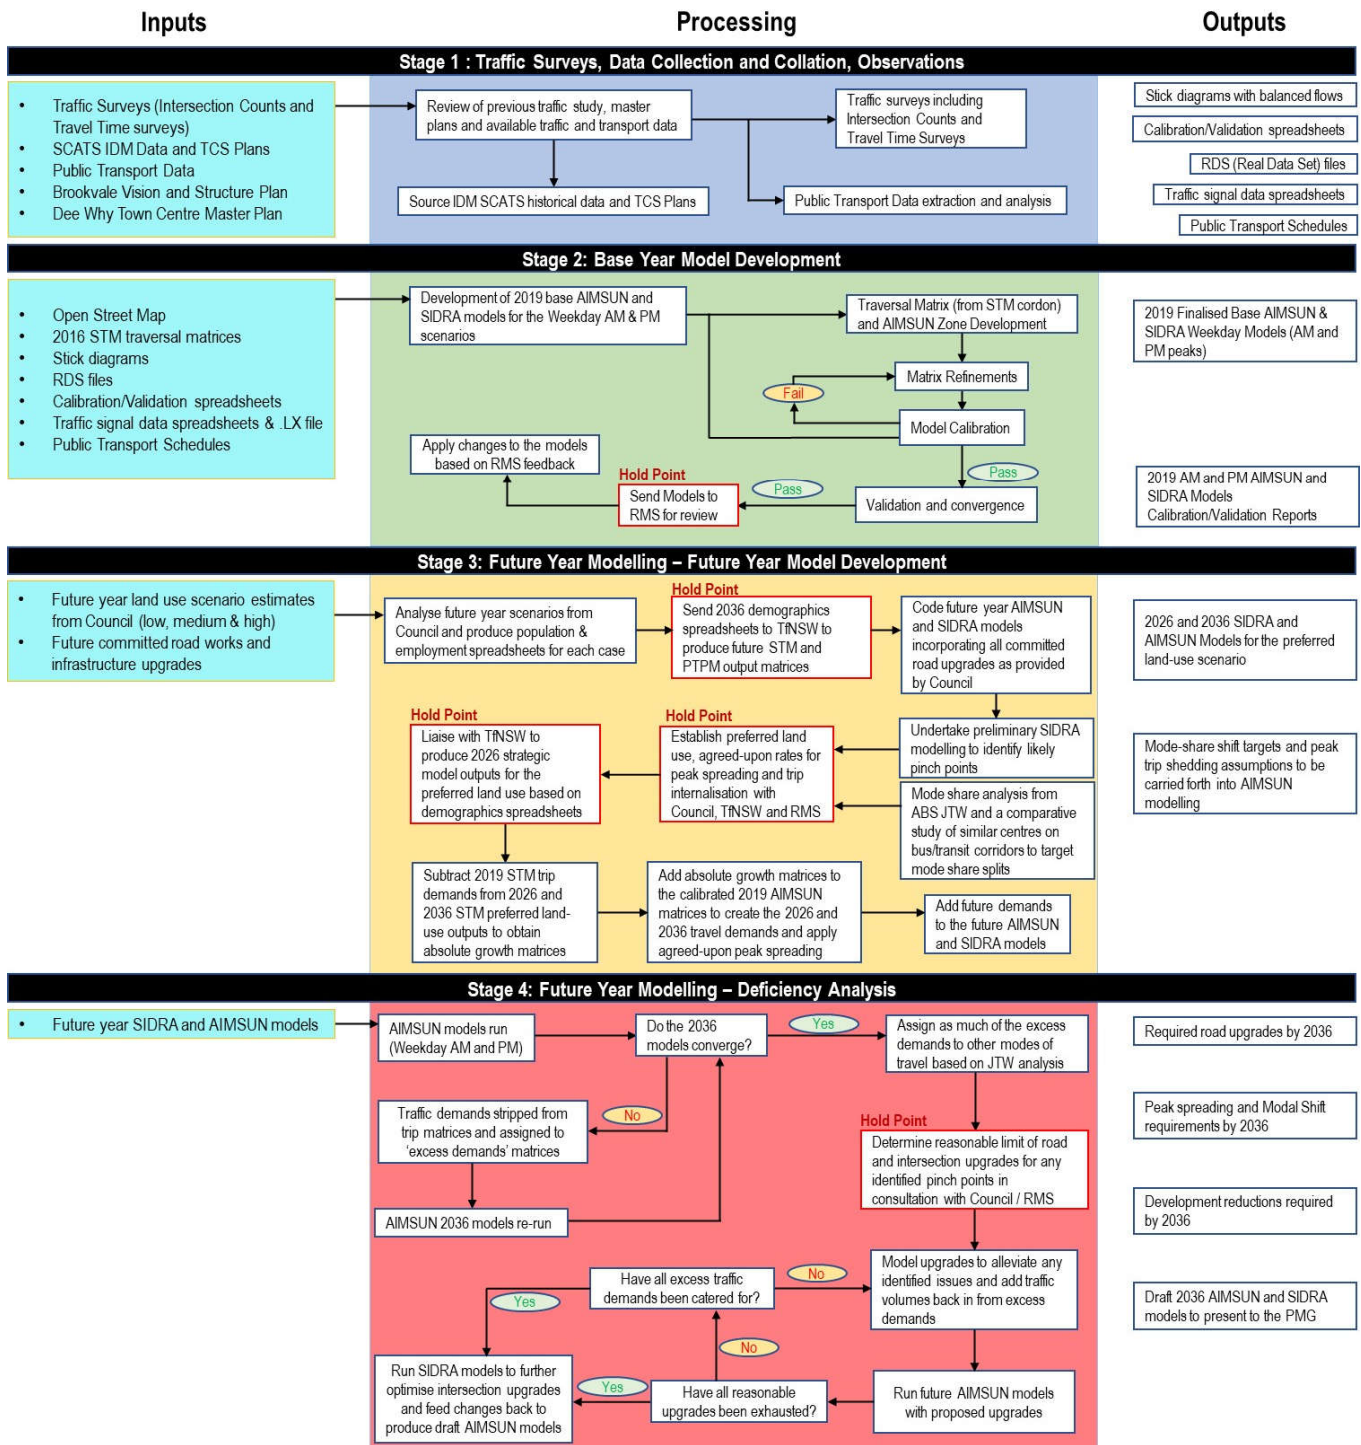 Inputs
Processing
Outputs
Stage 1 : Traffic Surveys, Data Collection and Collation, Observations
• Traffic Surveys (Intersection Counts and
Travel Time surveys)
• SCATS IDM Data and TCS Plans
• Public Transport Data
• Brookvale Vision and Structure Plan
• Dee Why Town Centre Master Plan
Review of previous traffic study, master
plans and available traffic and transport data
Traffic surveys including
Intersection Counts and
Travel Time Surveys
Source IDM SCATS historical data and TCS Plans
Public Transport Data extraction and analysis
Stick diagrams with balanced flows
Calibration/Validation spreadsheets
RDS (Real Data Set) files
Traffic signal data spreadsheets
Public Transport Schedules
Stage 2: Base Year Model Development
• Open Street Map
• 2016 STM traversal matrices
• Stick diagrams
• RDS files
• Calibration/Validation spreadsheets
• Traffic signal data spreadsheets & .LX file
• Public Transport Schedules
Development of 2019 base AIMSUN and
SIDRA models for the Weekday AM & PM
scenarios
Traversal Matrix (from STM cordon)
and AIMSUN Zone Development
Matrix Refinements
Fail
Model Calibration
Pass
Validation and convergence
Pass
Hold Point
Send Models to
RMS for review
Apply changes to the models
based on RMS feedback
2019 Finalised Base AIMSUN &
SIDRA Weekday Models (AM and
PM peaks)
2019 AM and PM AIMSUN and
SIDRA Models
Calibration/Validation Reports
Stage 3: Future Year Modelling – Future Year Model Development
• Future year land use scenario estimates
from Council (low, medium & high)
• Future committed road works and
infrastructure upgrades
Analyse future year scenarios from
Council and produce population &
employment spreadsheets for each case
Hold Point
Send 2036 demographics
spreadsheets to TfNSW to
produce future STM and
PTPM output matrices
Code future year AIMSUN
and SIDRA models
incorporating all committed
road upgrades as provided
by Council
Undertake preliminary SIDRA
modelling to identify likely
pinch points
Mode share analysis from
ABS JTW and a comparative
study of similar centres on
bus/transit corridors to target
mode share splits
Hold Point
Establish preferred land
use, agreed-upon rates for
peak spreading and trip
internalisation with
Council, TfNSW and RMS
Hold Point
Liaise with TfNSW to
produce 2026 strategic
model outputs for the
preferred land use based on
demographics spreadsheets
Subtract 2019 STM trip
demands from 2026 and
2036 STM preferred land-
use outputs to obtain
absolute growth matrices
Add absolute growth matrices to
the calibrated 2019 AIMSUN
matrices to create the 2026 and
2036 travel demands and apply
agreed-upon peak spreading
Add future demands
to the future AIMSUN
and SIDRA models
2026 and 2036 SIDRA and
AIMSUN Models for the preferred
land-use scenario
Mode-share shift targets and peak
trip shedding assumptions to be
carried forth into AIMSUN
modelling
Stage 4: Future Year Modelling – Deficiency Analysis
• Future year SIDRA and AIMSUN models
AIMSUN models run
(Weekday AM and PM)
Do the 2036
models converge?
Yes
Assign as much of the excess
demands to other modes of
travel based on JTW analysis
No
Traffic demands stripped from
trip matrices and assigned to
‘excess demands’ matrices
AIMSUN 2036 models re-run
Hold Point
Determine reasonable limit of road
and intersection upgrades for any
identified pinch points in
consultation with Council / RMS
Model upgrades to alleviate any
identified issues and add traffic
volumes back in from excess
demands
No
Have all excess traffic
demands been catered for?
Yes
No
Run SIDRA models to further
optimise intersection upgrades
and feed changes back to
produce draft AIMSUN models
Yes
Have all reasonable
upgrades been exhausted?
Run future AIMSUN models
with proposed upgrades
Required road upgrades by 2036
Peak spreading and Modal Shift
requirements by 2036
Development reductions required
by 2036
Draft 2036 AIMSUN and SIDRA
models to present to the PMG